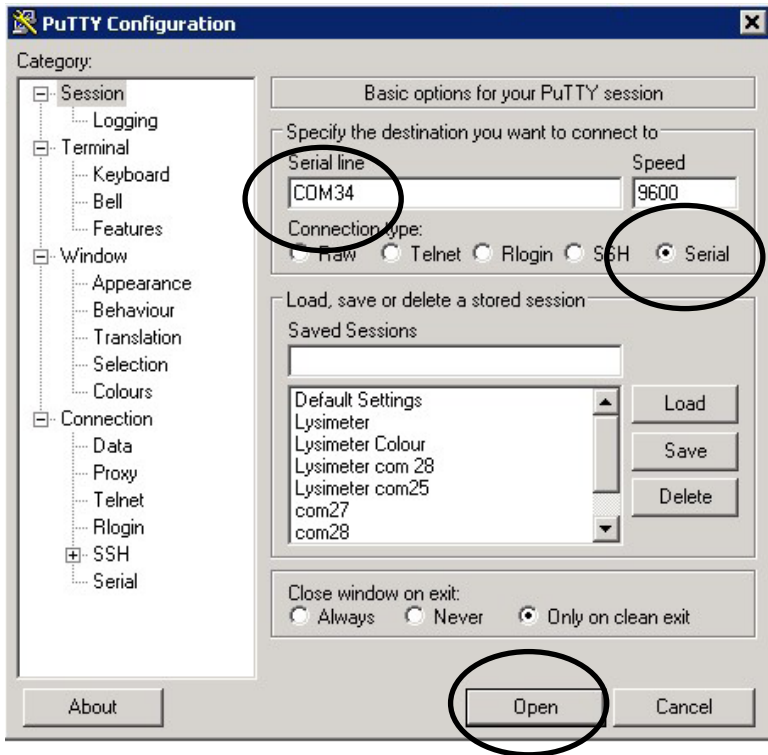 PuTTY Configuration
Category:
Session
Logging
Terminal
Keyboard
Bell
Features
Window
Appearance
Behaviour
Translation
Selection
Colours
Connection
Data
Proxy
Telnet
Rlogin
SSH
Serial
About
Basic options for your PuTTY session
Specify the destination you want to connect to
Serial line Speed
COM34 9600
Connection type:
Raw Telnet Rlogin SSH Serial
Load, save or delete a stored session
Saved Sessions
Default Settings
Lysimeter
Lysimeter Colour
Lysimeter com 28
Lysimeter com25
com27
com28
Load
Save
Delete
Close window on exit:
Always Never Only on clean exit
Open Cancel